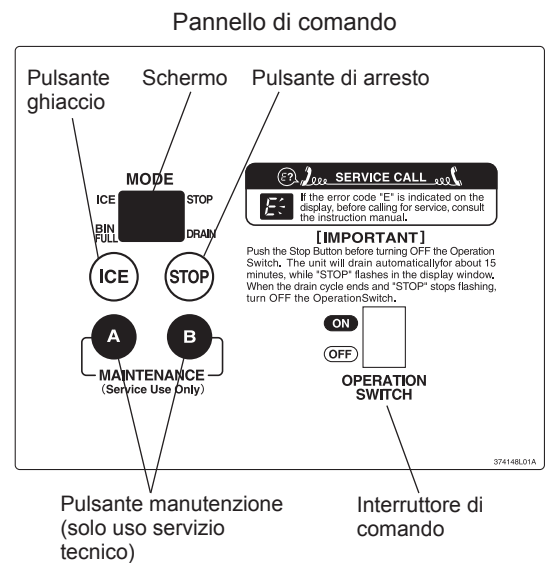 Pannello di comando
Pulsante
ghiaccio
Schermo
Pulsante di arresto
MODE
ICE
STOP
BIN
FULL
DRAIN
ICE
STOP
A
B
MAINTENANCE
(Service Use Only)
E?
SERVICE CALL
E
If the error code "E" is indicated on the
display, before calling for service, consult
the instruction manual.
[IMPORTANT]
Push the Stop Button before turning OFF the Operation
Switch. The unit will drain automaticallyfor about 15
minutes, while "STOP" flashes in the display window.
When the drain cycle ends and "STOP" stops flashing,
turn OFF the OperationSwitch.
ON
OFF
OPERATION
SWITCH
374148L01A
Pulsante manutenzione
(solo uso servizio
tecnico)
Interruttore di
comando